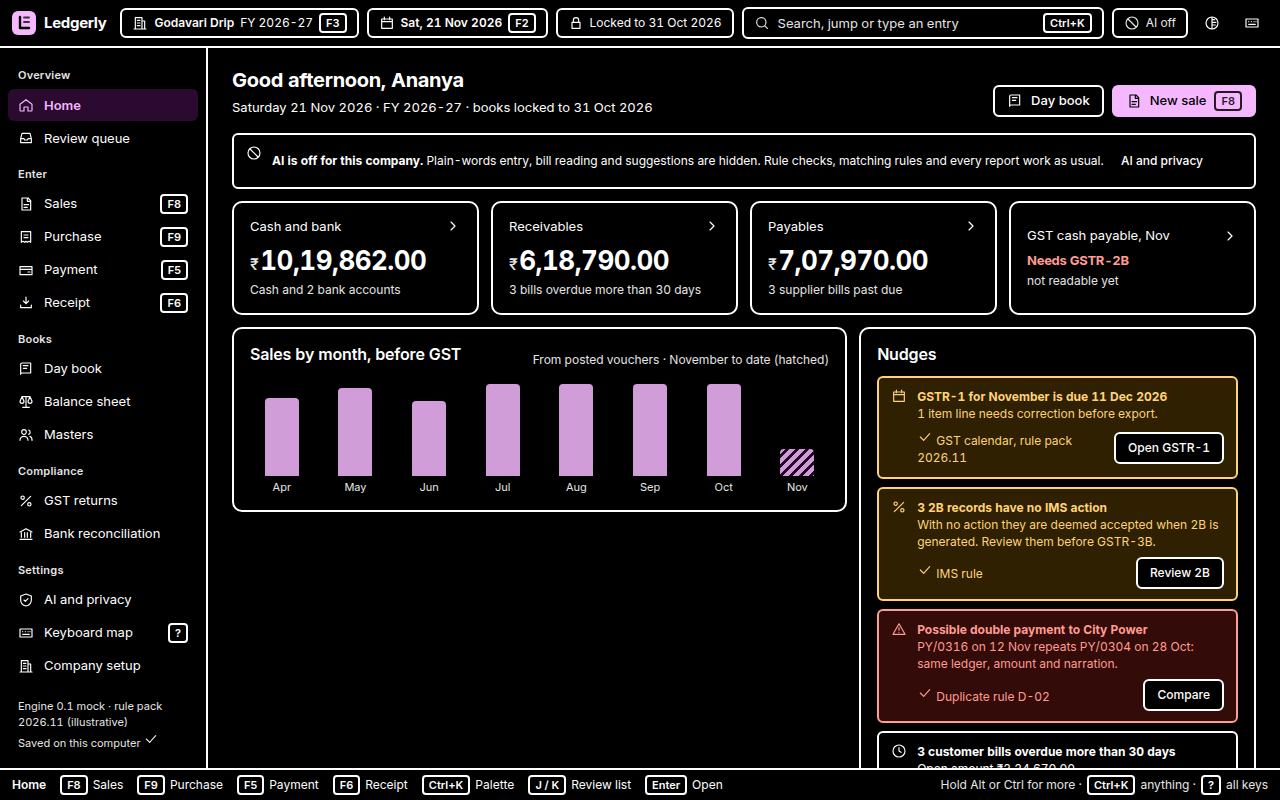 Ledgerly
Godavari Drip FY 2026-27 F3
Sat, 21 Nov 2026 F2
Locked to 31 Oct 2026
Search, jump or type an entry Ctrl+K
AI off
Overview
Home
Review queue
Enter
Sales F8
Purchase F9
Payment F5
Receipt F6
Books
Day book
Balance sheet
Masters
Compliance
GST returns
Bank reconciliation
Settings
AI and privacy
Keyboard map ?
Company setup
Engine 0.1 mock · rule pack
2026.11 (illustrative)
Saved on this computer
Good afternoon, Ananya
Saturday 21 Nov 2026 · FY 2026-27 · books locked to 31 Oct 2026
Day book
New sale F8
AI is off for this company. Plain-words entry, bill reading and suggestions are hidden. Rule checks, matching rules and every report work as usual. AI and privacy
Cash and bank
₹10,19,862.00
Cash and 2 bank accounts
Receivables
₹6,18,790.00
3 bills overdue more than 30 days
Payables
₹7,07,970.00
3 supplier bills past due
GST cash payable, Nov
Needs GSTR-2B
not readable yet
Sales by month, before GST
From posted vouchers · November to date (hatched)
Apr May Jun Jul Aug Sep Oct Nov
Nudges
GSTR-1 for November is due 11 Dec 2026
1 item line needs correction before export.
GST calendar, rule pack
2026.11
Open GSTR-1
3 2B records have no IMS action
With no action they are deemed accepted when 2B is
generated. Review them before GSTR-3B.
IMS rule
Review 2B
Possible double payment to City Power
PY/0316 on 12 Nov repeats PY/0304 on 28 Oct:
same ledger, amount and narration.
Duplicate rule D-02
Compare
3 customer bills overdue more than 30 days
Home F8 Sales F9 Purchase F5 Payment F6 Receipt Ctrl+K Palette J / K Review list Enter Open
Hold Alt or Ctrl for more · Ctrl+K anything · ? all keys